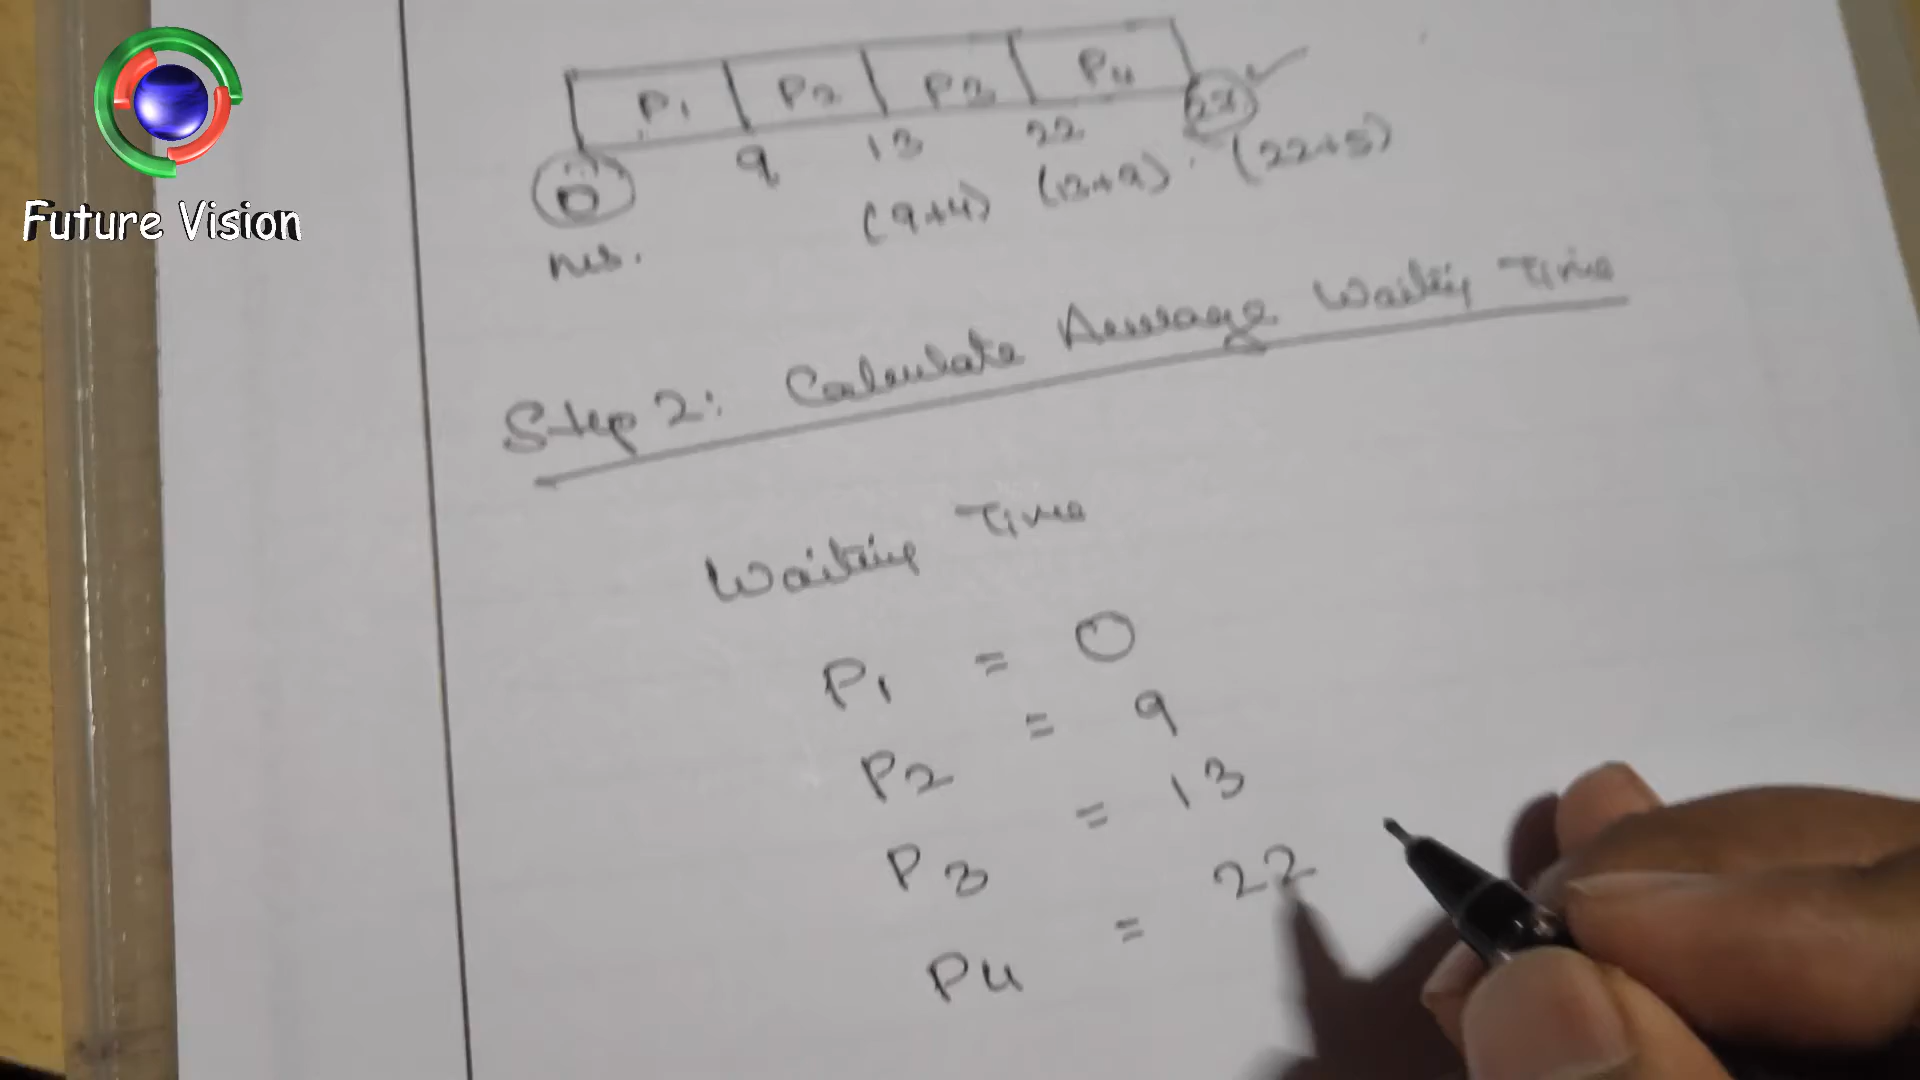 P1 P2 P3 P4
0 9 13 22 27
ms. (9+4) (13+9) (22+5)
Step 2: Calculate Average Waiting Time
Waiting Time
P1 = 0
P2 = 9
P3 = 13
P4 = 22
Future Vision